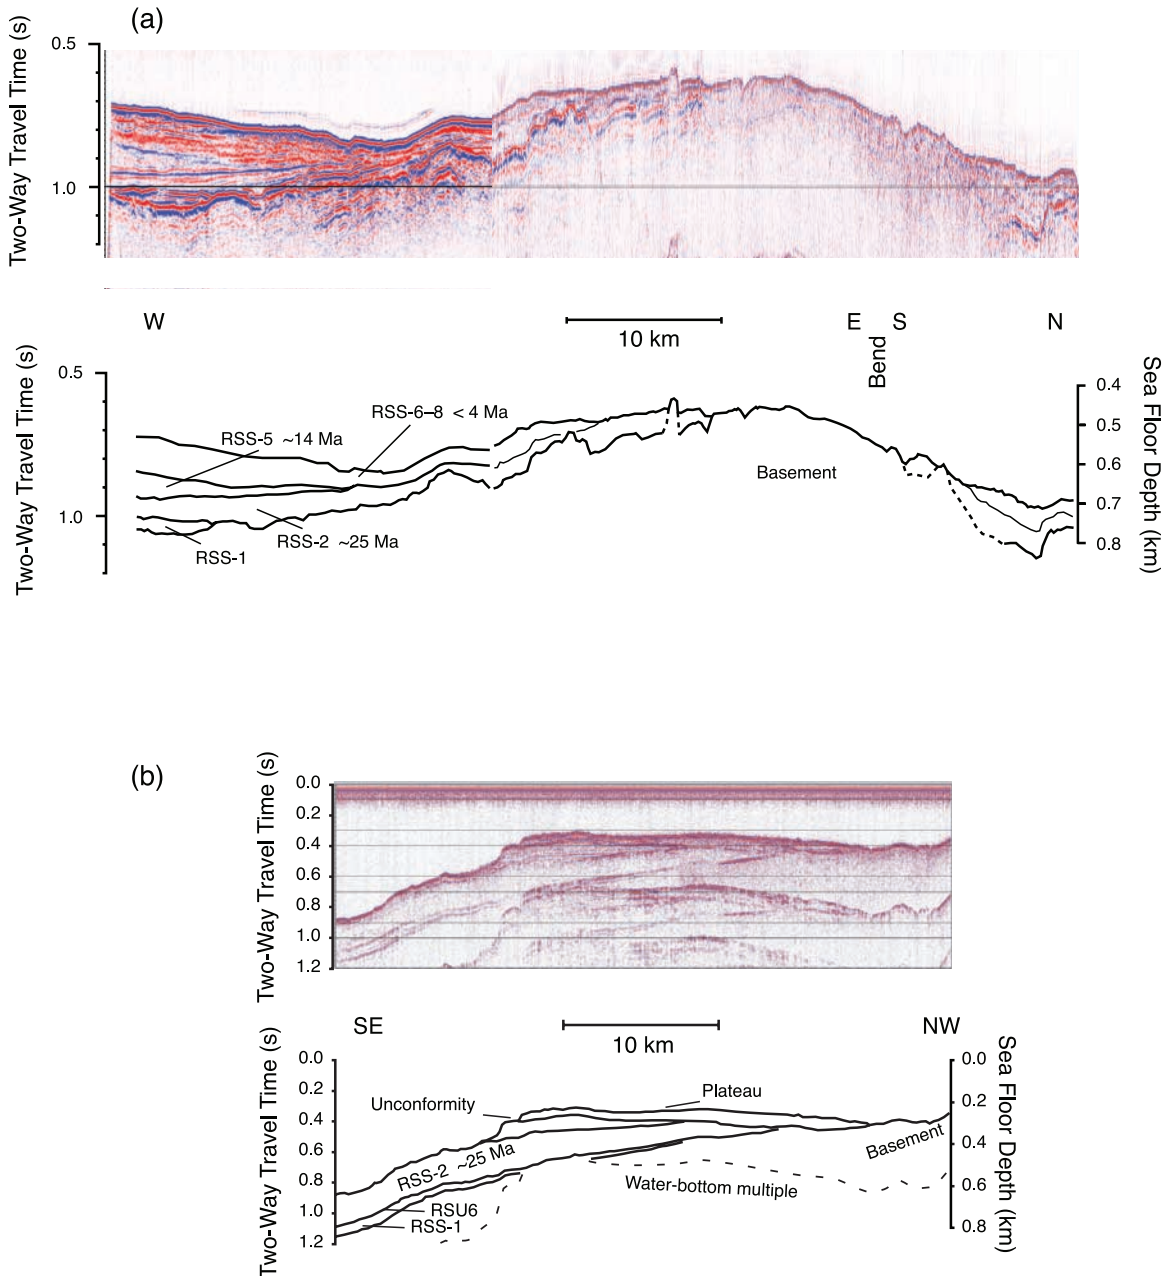 (a)
Two-Way Travel Time (s)
0.5
1.0
W
10 km
E
S
N
Bend
Two-Way Travel Time (s)
0.5
1.0
RSS-6–8 < 4 Ma
RSS-5 ~14 Ma
Basement
RSS-2 ~25 Ma
RSS-1
0.4
0.5
0.6
0.7
0.8
Sea Floor Depth (km)
(b)
Two-Way Travel Time (s)
0.0
0.2
0.4
0.6
0.8
1.0
1.2
SE
10 km
NW
Two-Way Travel Time (s)
0.0
0.2
0.4
0.6
0.8
1.0
1.2
Unconformity
Plateau
RSS-2 ~25 Ma
Basement
Water-bottom multiple
RSU6
RSS-1
0.0
0.2
0.4
0.6
0.8
Sea Floor Depth (km)